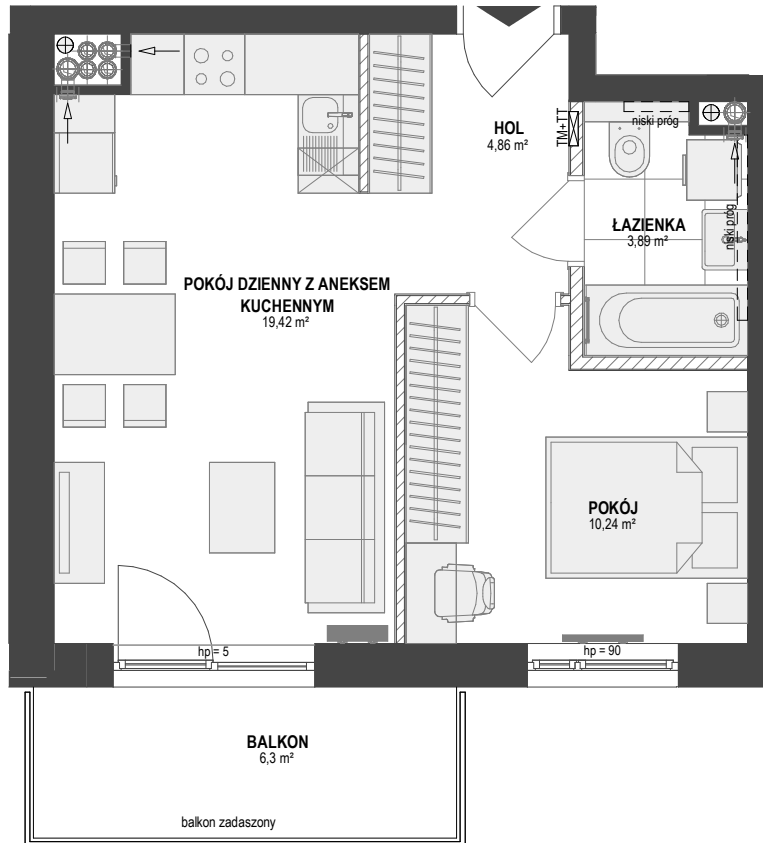 HOL
4,86 m²
TM+TT
niski próg
ŁAZIENKA
3,89 m²
niski próg
POKÓJ DZIENNY Z ANEKSEM
KUCHENNYM
19,42 m²
POKÓJ
10,24 m²
hp = 5
hp = 90
BALKON
6,3 m²
balkon zadaszony